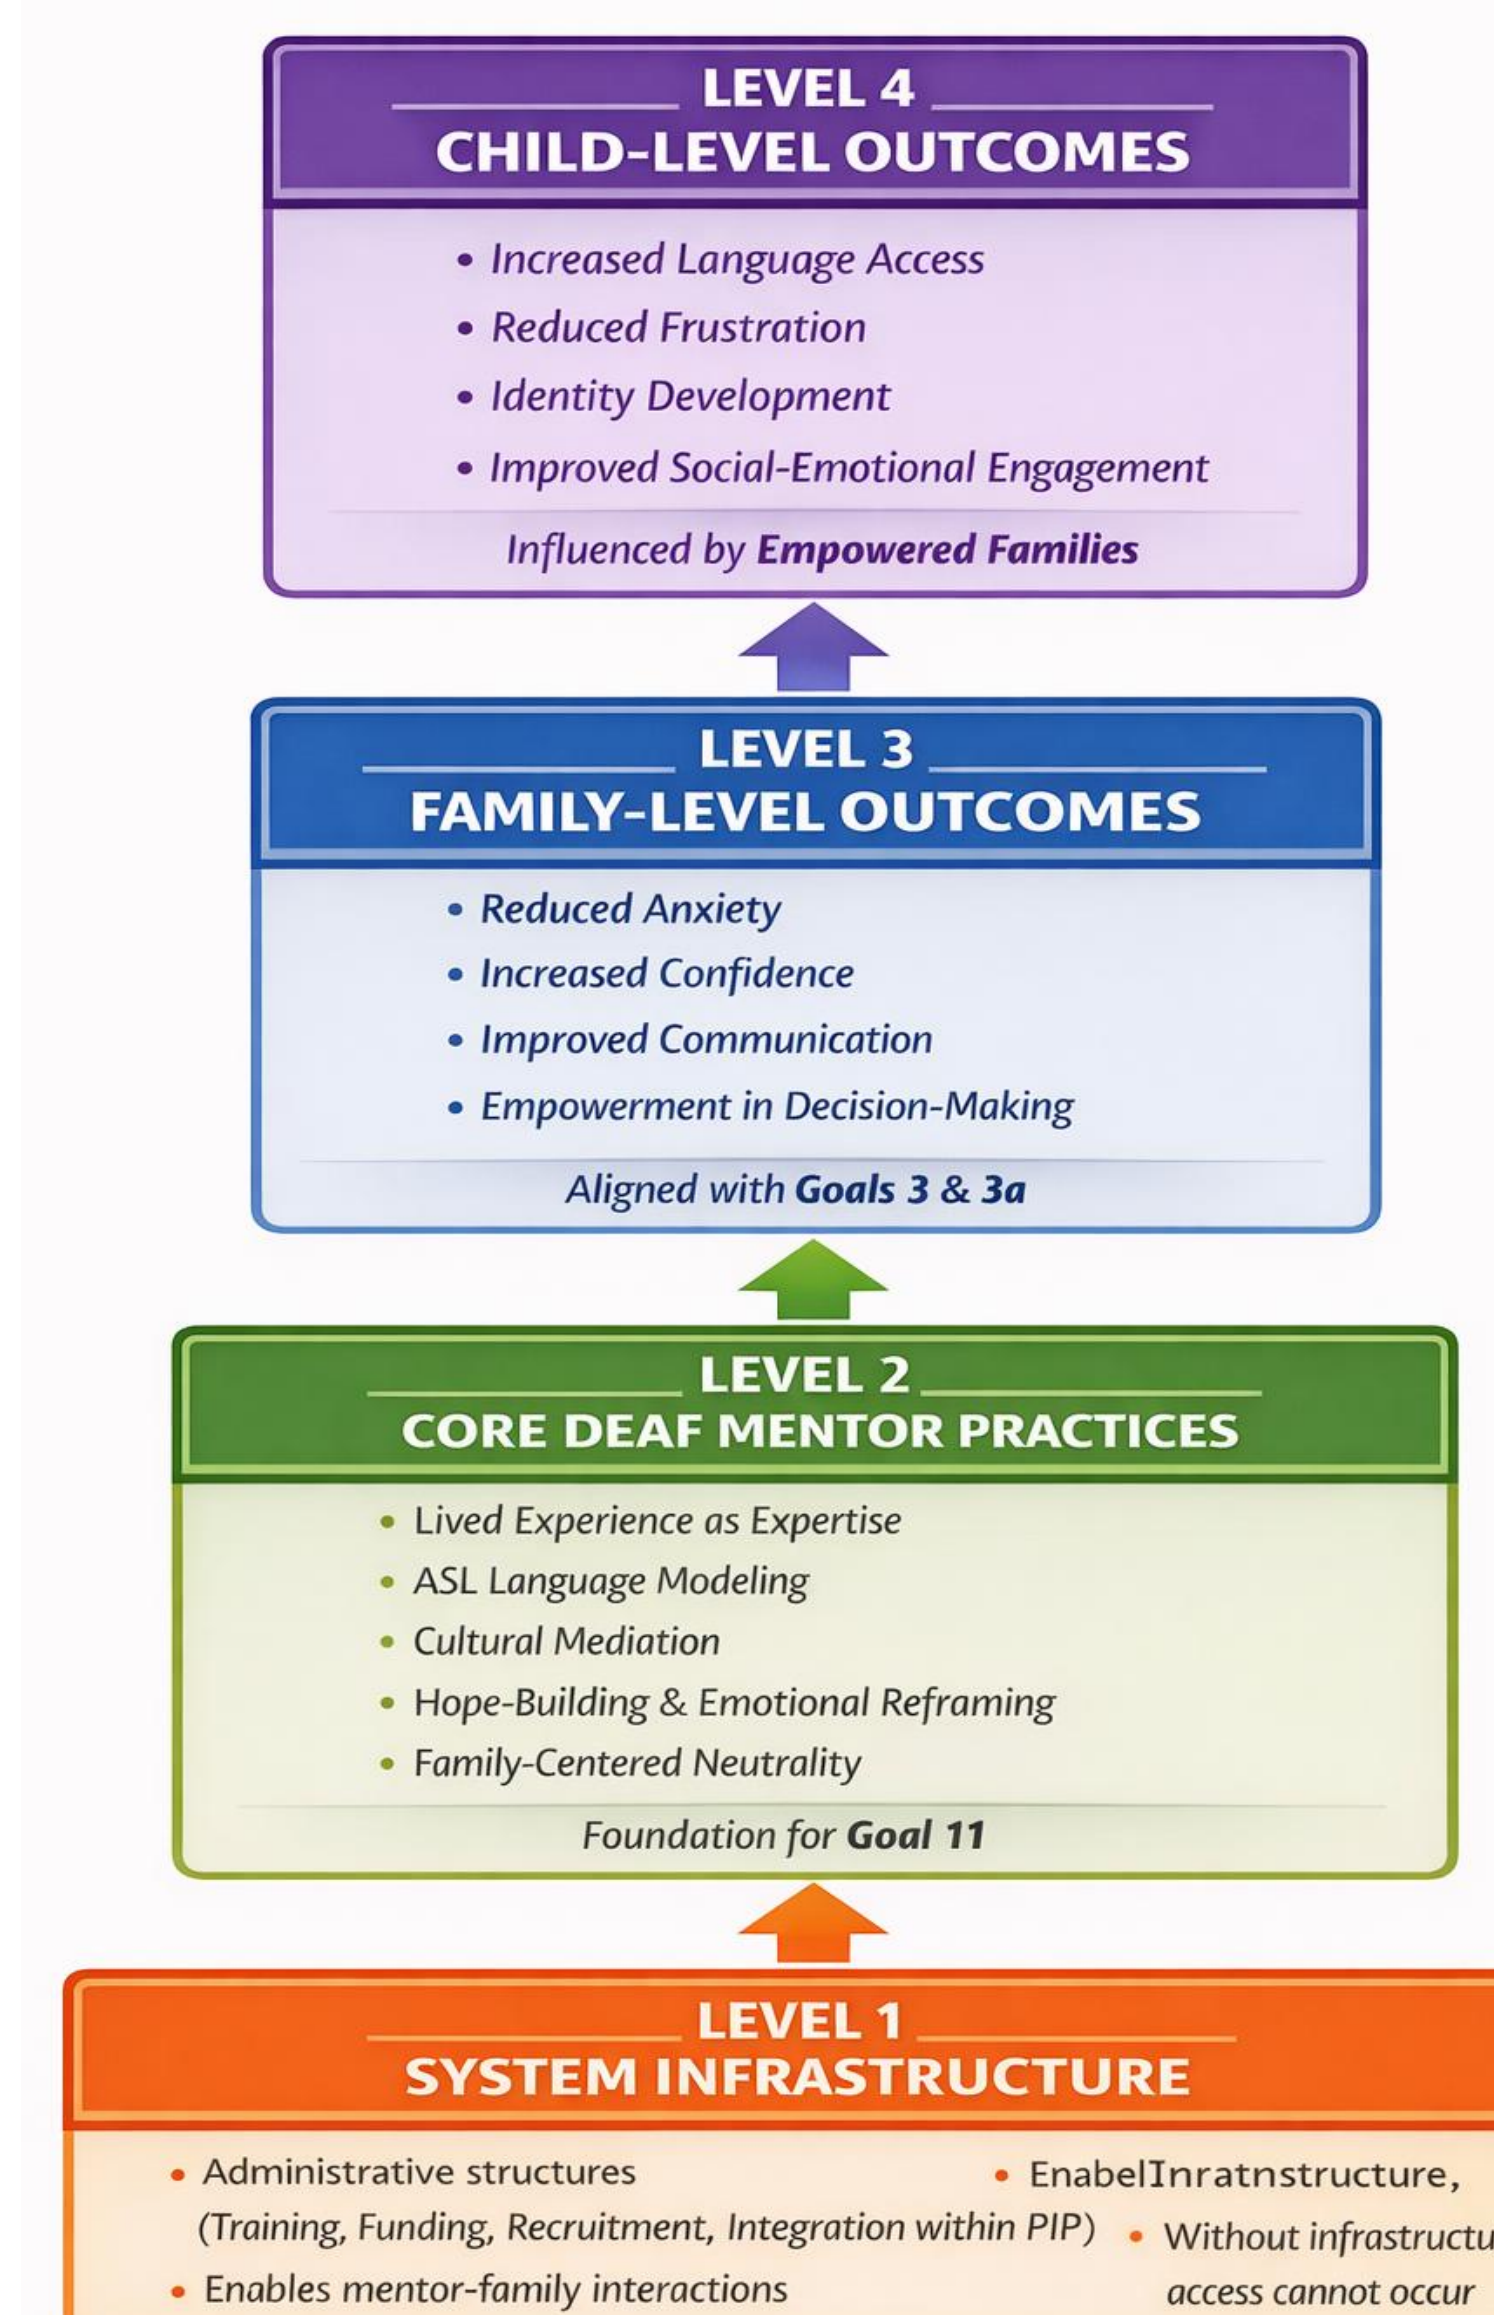 LEVEL 4
CHILD-LEVEL OUTCOMES
• Increased Language Access
• Reduced Frustration
• Identity Development
• Improved Social-Emotional Engagement
Influenced by Empowered Families
LEVEL 3
FAMILY-LEVEL OUTCOMES
• Reduced Anxiety
• Increased Confidence
• Improved Communication
• Empowerment in Decision-Making
Aligned with Goals 3 & 3a
LEVEL 2
CORE DEAF MENTOR PRACTICES
• Lived Experience as Expertise
• ASL Language Modeling
• Cultural Mediation
• Hope-Building & Emotional Reframing
• Family-Centered Neutrality
Foundation for Goal 11
LEVEL 1
SYSTEM INFRASTRUCTURE
• Administrative structures
(Training, Funding, Recruitment, Integration within PIP)
• Enables mentor-family interactions
• EnabelInratnstructure,
• Without infrastructu
access cannot occur